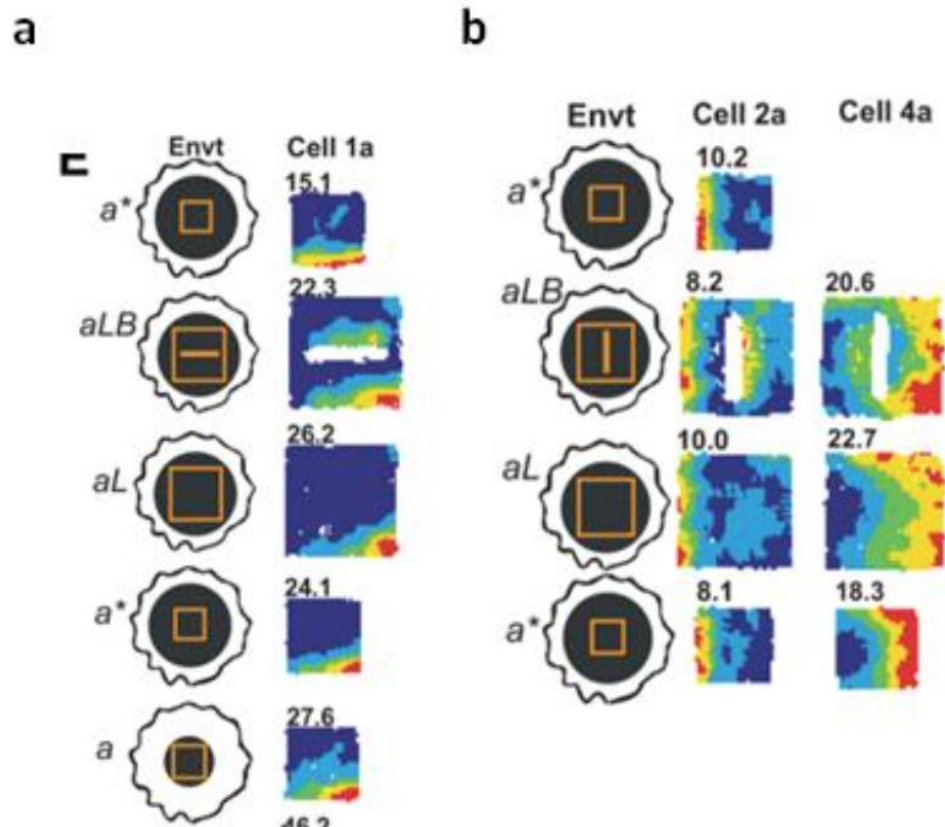 a
Envt Cell 1a
a* 15.1
aLB 22.3
aL 26.2
a* 24.1
a 27.6
b
Envt Cell 2a Cell 4a
a* 10.2
aLB 8.2 20.6
aL 10.0 22.7
a* 8.1 18.3